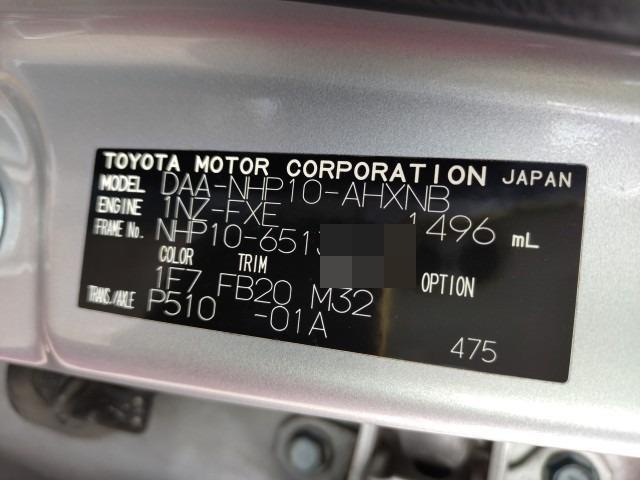 TOYOTA MOTOR CORPORATION JAPAN
MODEL DAA-NHP10-AHXNB
ENGINE 1NZ-FXE 1496 mL
FRAME No. NHP10-651
COLOR TRIM OPTION
1F7 FB20 M32
TRANS./AXLE P510 -01A
475